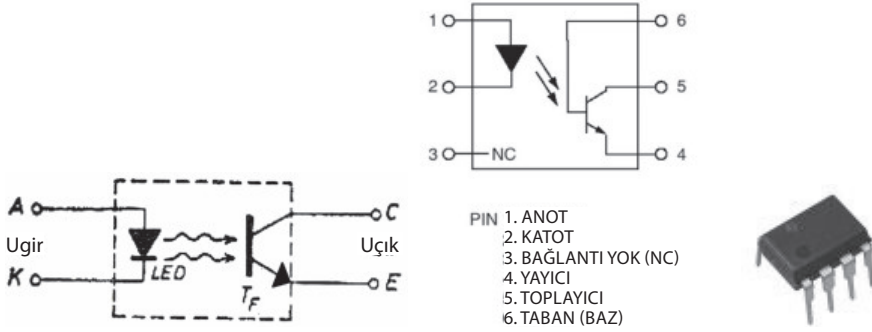 1
6
2
5
3
NC
4
A
C
Ugir
Uçık
LED
K
T_F
E
PIN 1. ANOT
2. KATOT
3. BAĞLANTI YOK (NC)
4. YAYICI
5. TOPLAYICI
6. TABAN (BAZ)